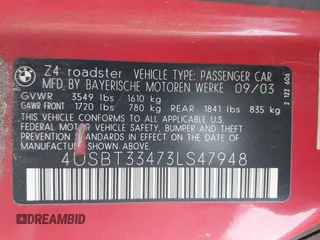 Z4 roadster VEHICLE TYPE: PASSENGER CAR
MFD BY BAYERISCHE MOTOREN WERKE 09/03
GVWR 3549 lbs 1610 kg
GAWR FRONT 1720 lbs 780 kg REAR 1841 lbs 835 kg
THIS VEHICLE CONFORMS TO ALL APPLICABLE
FEDERAL MOTOR VEHICLE SAFETY, BUMPER, AND
THEFT PREVENTION STANDARDS IN EFFECT ON THE DATE OF
MANUFACTURE SHOWN ABOVE.
4USBT33473LS47948
2 122 606
DREAMBID